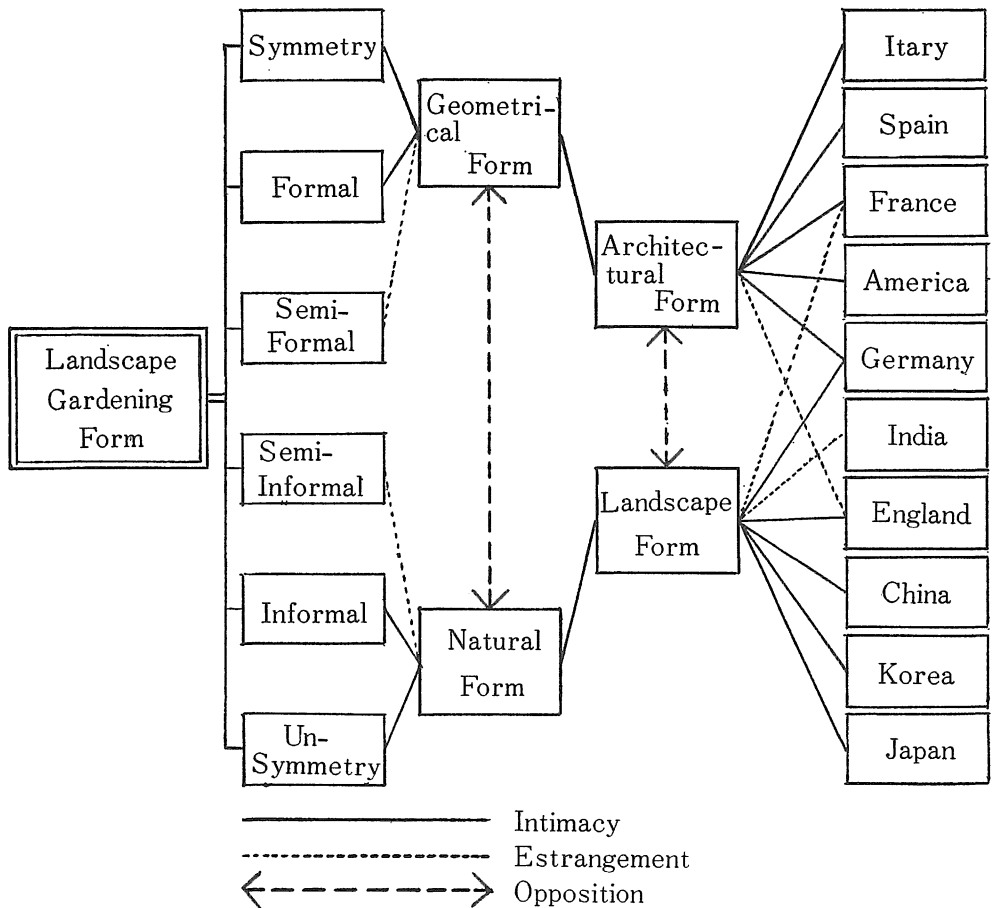 Landscape
Gardening
Form
Symmetry
Formal
Semi-
Formal
Semi-
Informal
Informal
Un-
Symmetry
Geometri-
cal
Form
Natural
Form
Architec-
tural
Form
Landscape
Form
Itary
Spain
France
America
Germany
India
England
China
Korea
Japan
Intimacy
Estrangement
Opposition